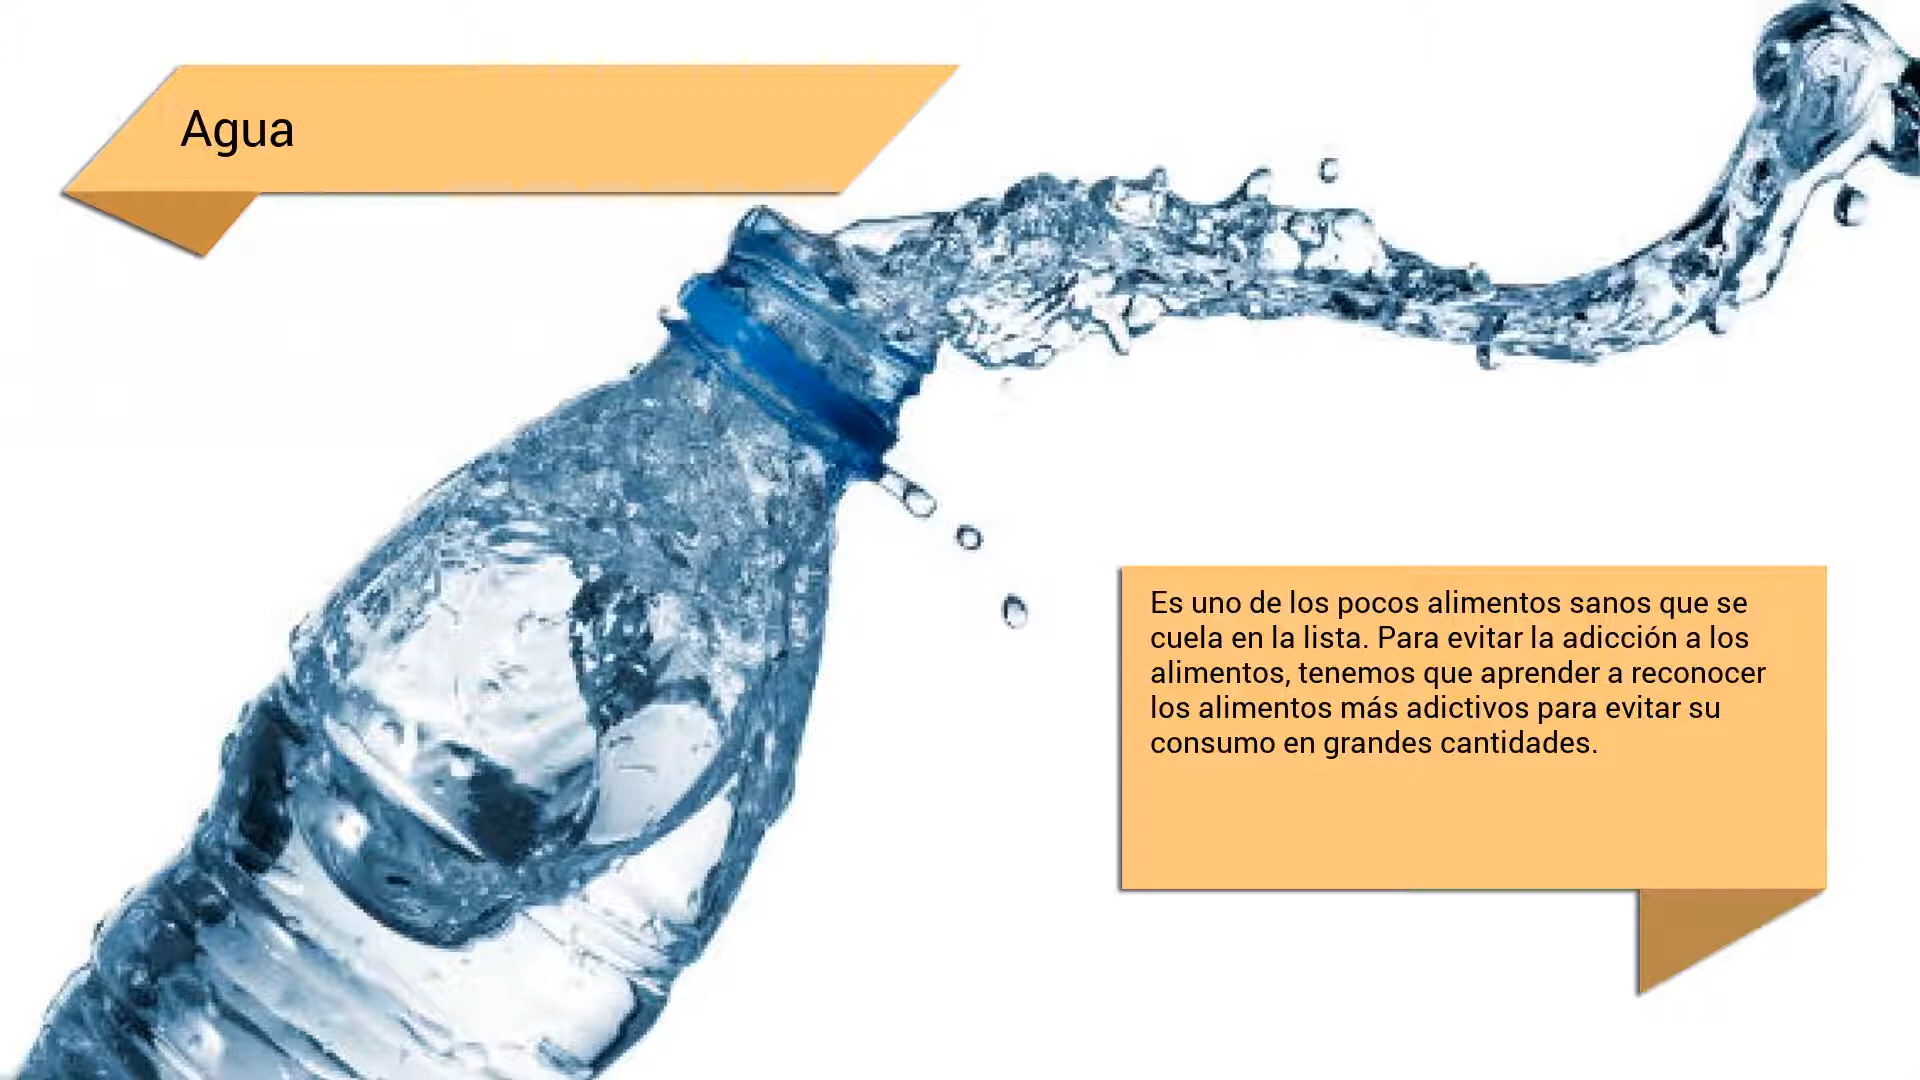 Agua
Es uno de los pocos alimentos sanos que se
cuela en la lista. Para evitar la adicción a los
alimentos, tenemos que aprender a reconocer
los alimentos más adictivos para evitar su
consumo en grandes cantidades.